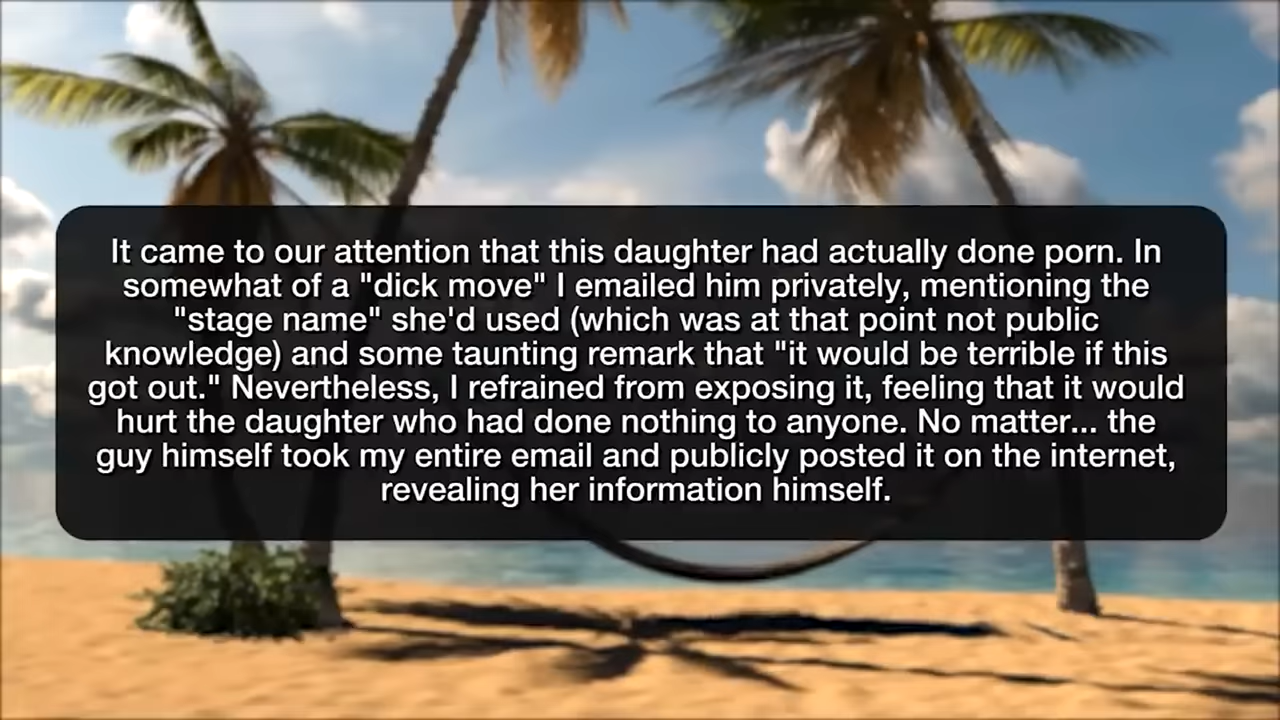 It came to our attention that this daughter had actually done porn. In
somewhat of a "dick move" I emailed him privately, mentioning the
"stage name" she'd used (which was at that point not public
knowledge) and some taunting remark that "it would be terrible if this
got out." Nevertheless, I refrained from exposing it, feeling that it would
hurt the daughter who had done nothing to anyone. No matter... the
guy himself took my entire email and publicly posted it on the internet,
revealing her information himself.